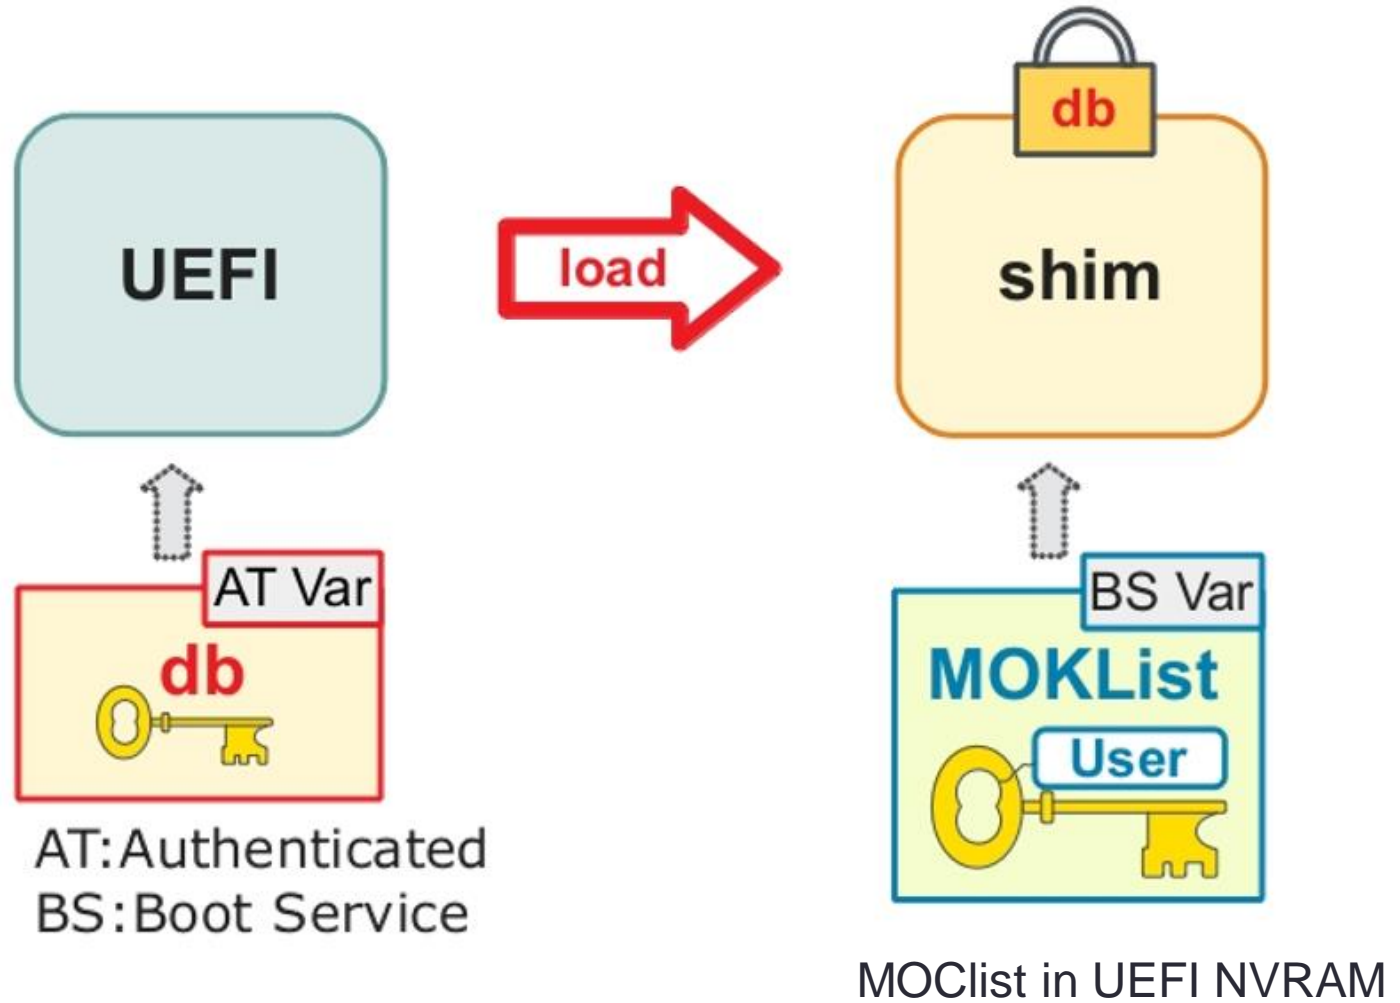 db
UEFI
load
shim
AT Var
db
BS Var
MOKList
User
AT:Authenticated
BS:Boot Service
MOClist in UEFI NVRAM